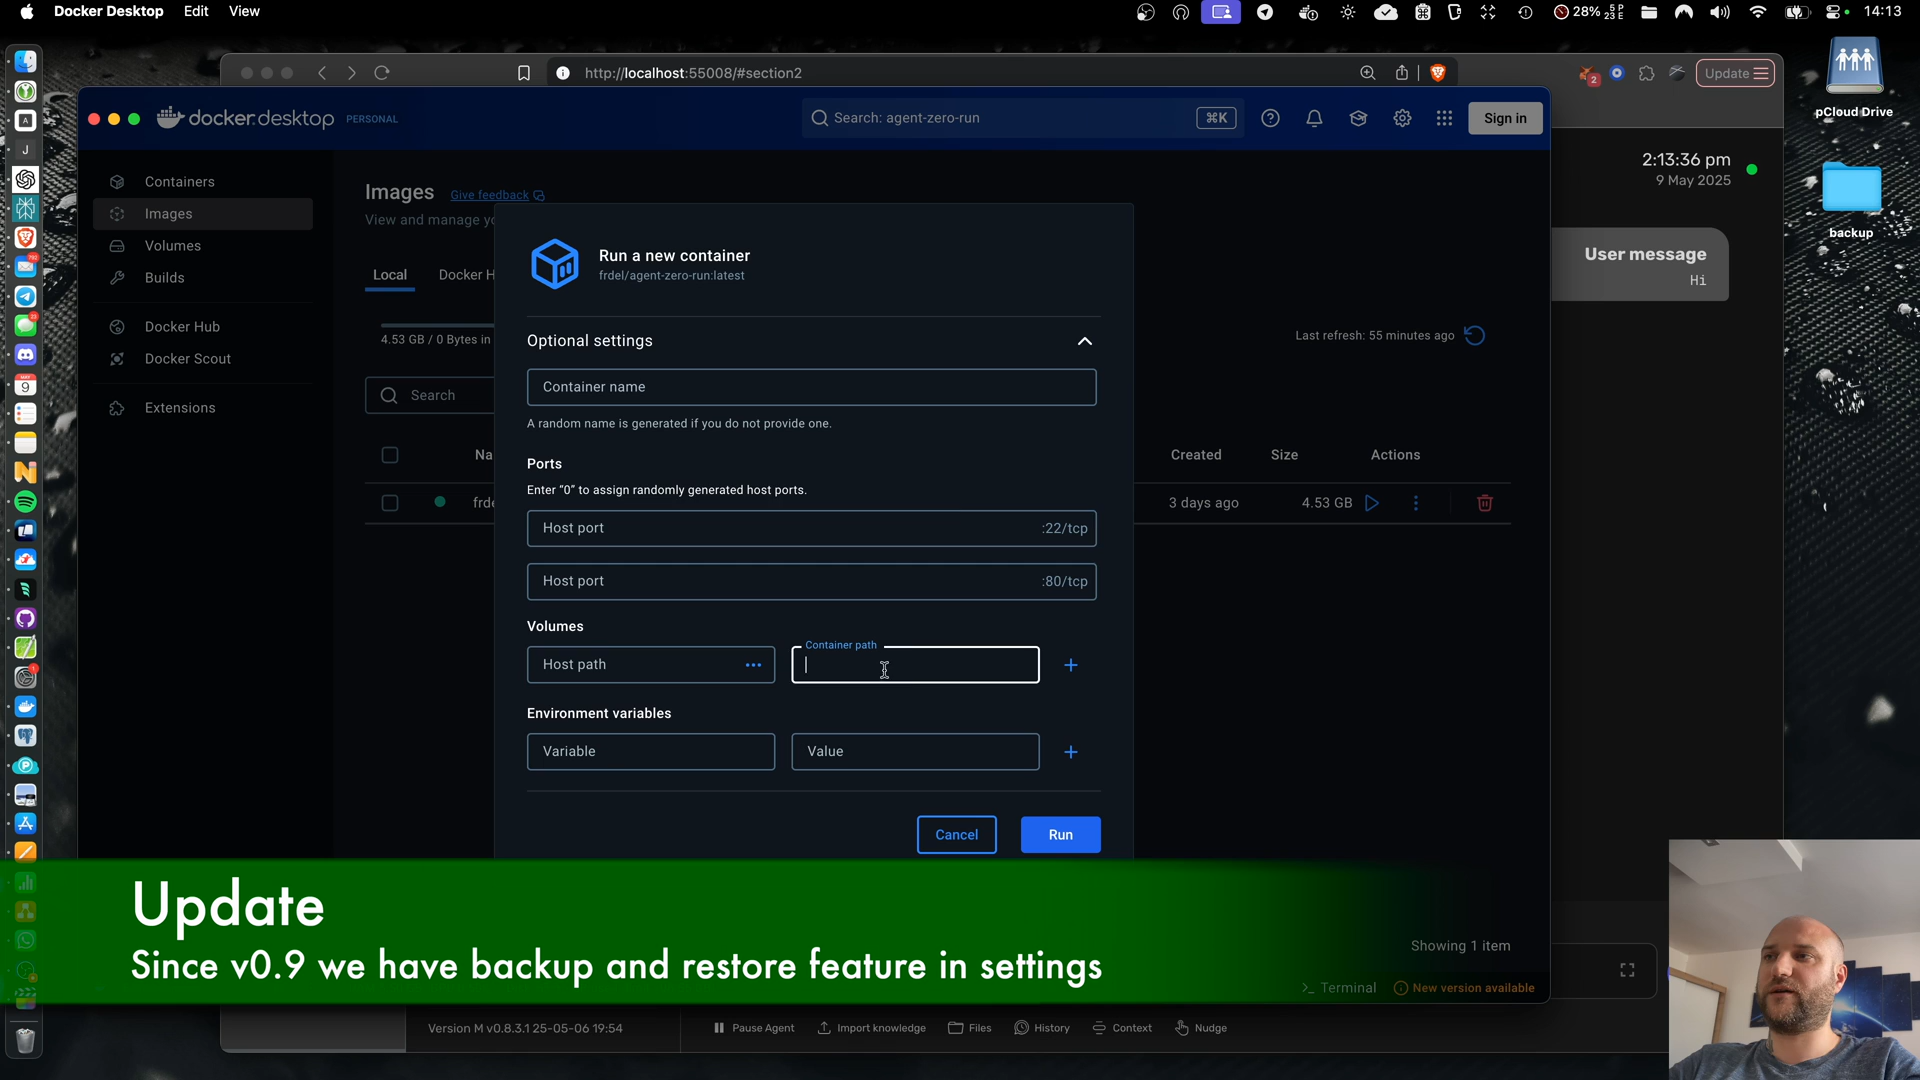 Docker Desktop Edit View
28% 14:13
http://localhost:55008/#section2
2
Update
pCloud Drive
docker.desktop PERSONAL
Search: agent-zero-run
⌘K
Sign in
2:13:36 pm
9 May 2025
backup
User message
Hi
Containers
Images
Volumes
Builds
Docker Hub
Docker Scout
Extensions
Images Give feedback
View and manage yo
Local Docker H
4.53 GB / 0 Bytes in
Last refresh: 55 minutes ago
Search
Na Created Size Actions
frde 3 days ago 4.53 GB
Run a new container
frdel/agent-zero-run:latest
Optional settings
Container name
A random name is generated if you do not provide one.
Ports
Enter “0” to assign randomly generated host ports.
Host port :22/tcp
Host port :80/tcp
Volumes
Host path Container path
Environment variables
Variable Value
Cancel Run
Update
Since v0.9 we have backup and restore feature in settings
Showing 1 item
Terminal New version available
Version M v0.8.3.1 25-05-06 19:54
Pause Agent Import knowledge Files History Context Nudge